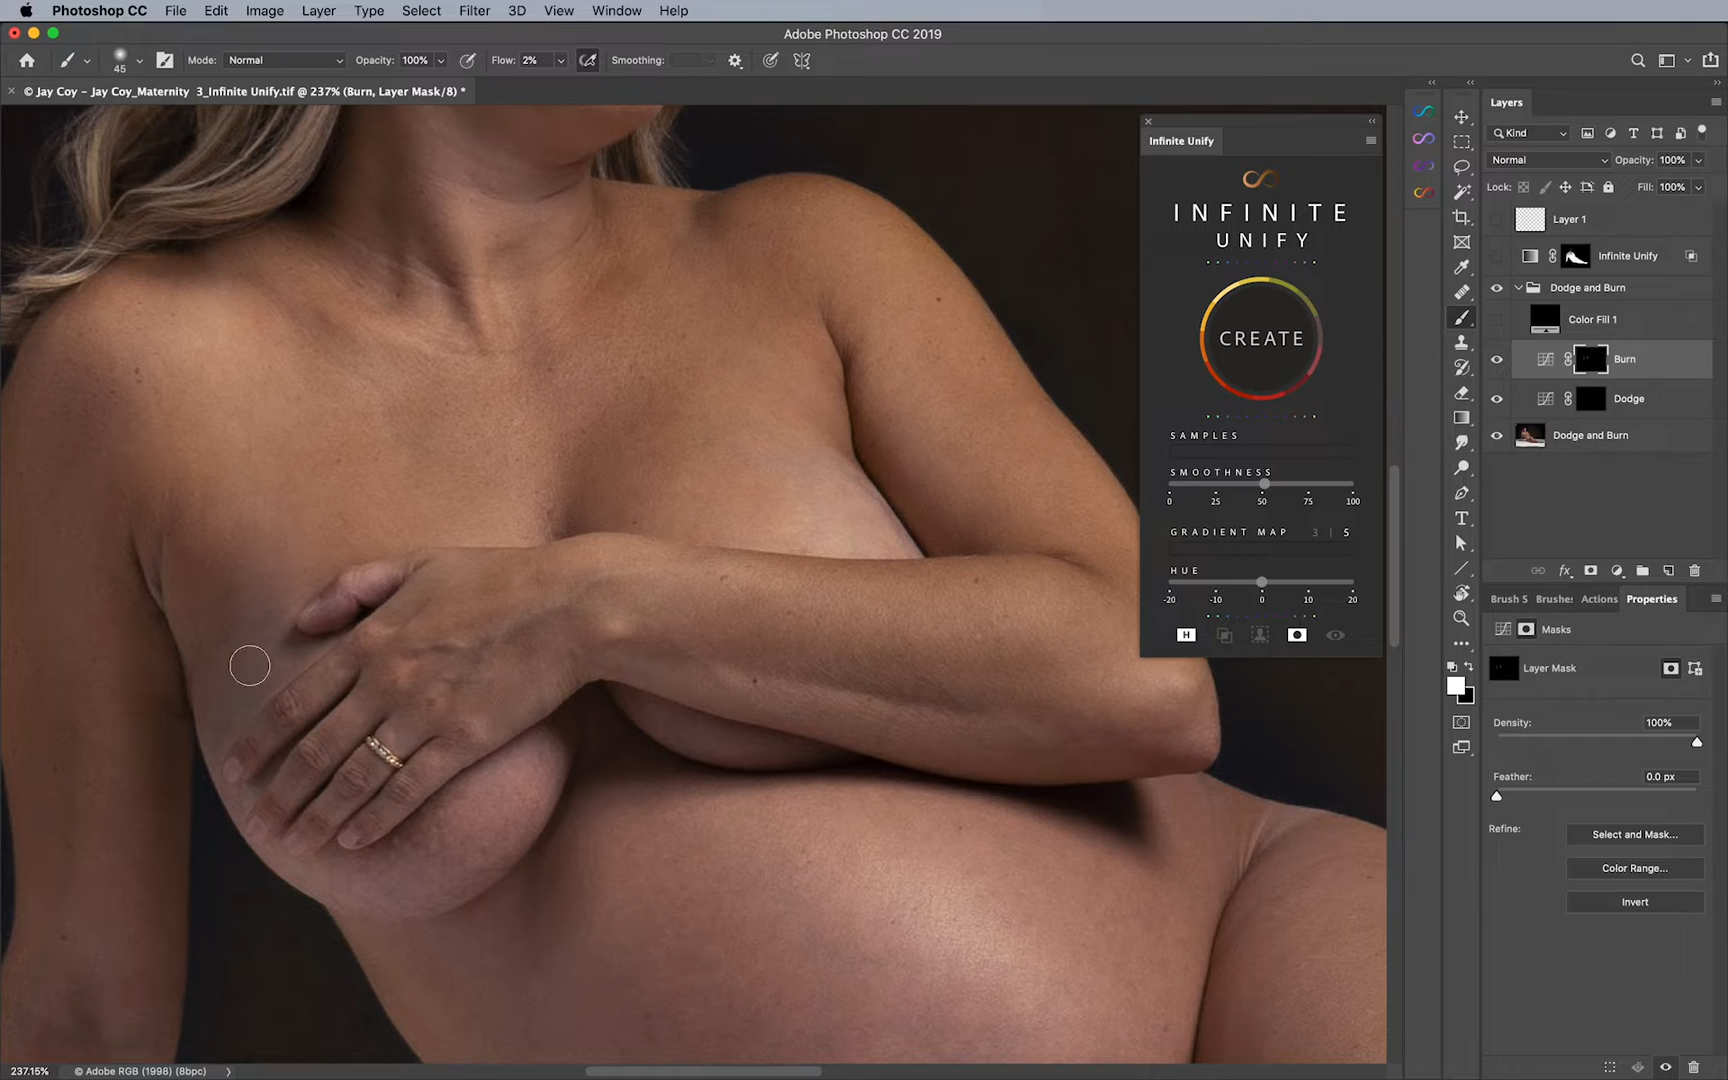 Photoshop CC File Edit Image Layer Type Select Filter 3D View Window Help
Adobe Photoshop CC 2019
45 Mode: Normal Opacity: 100% Flow: 2% Smoothing:
× © Jay Coy - Jay Coy_Maternity 3_Infinite Unify.tif @ 237% (Burn, Layer Mask/8) *
Infinite Unify
INFINITE
UNIFY
CREATE
SAMPLES
SMOOTHNESS
0 25 50 75 100
GRADIENT MAP 3 | 5
HUE
-20 -10 0 10 20
H
Layers
Kind
Normal Opacity: 100%
Lock: Fill: 100%
Layer 1
Infinite Unify
Dodge and Burn
Color Fill 1
Burn
Dodge
Dodge and Burn
fx
Brush S Brushes Actions Properties
Masks
Layer Mask
Density: 100%
Feather: 0.0 px
Refine: Select and Mask...
Color Range...
Invert
237.15% © Adobe RGB (1998) (8bpc)